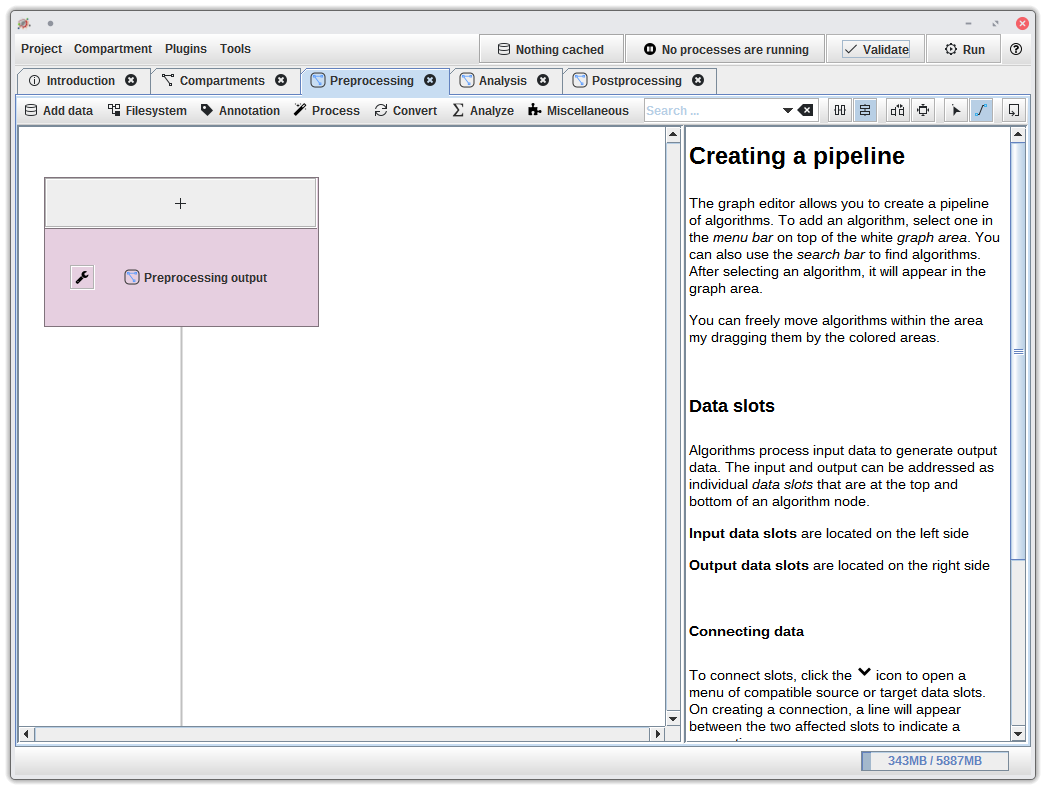 Project Compartment Plugins Tools Nothing cached No processes are running Validate Run
Introduction Compartments Preprocessing Analysis Postprocessing
Add data Filesystem Annotation Process Convert Analyze Miscellaneous Search ...
+
Preprocessing output
Creating a pipeline
The graph editor allows you to create a pipeline
of algorithms. To add an algorithm, select one in
the menu bar on top of the white graph area. You
can also use the search bar to find algorithms.
After selecting an algorithm, it will appear in the
graph area.
You can freely move algorithms within the area
my dragging them by the colored areas.
Data slots
Algorithms process input data to generate output
data. The input and output can be addressed as
individual data slots that are at the top and
bottom of an algorithm node.
Input data slots are located on the left side
Output data slots are located on the right side
Connecting data
To connect slots, click the icon to open a
menu of compatible source or target data slots.
On creating a connection, a line will appear
between the two affected slots to indicate a
343MB / 5887MB